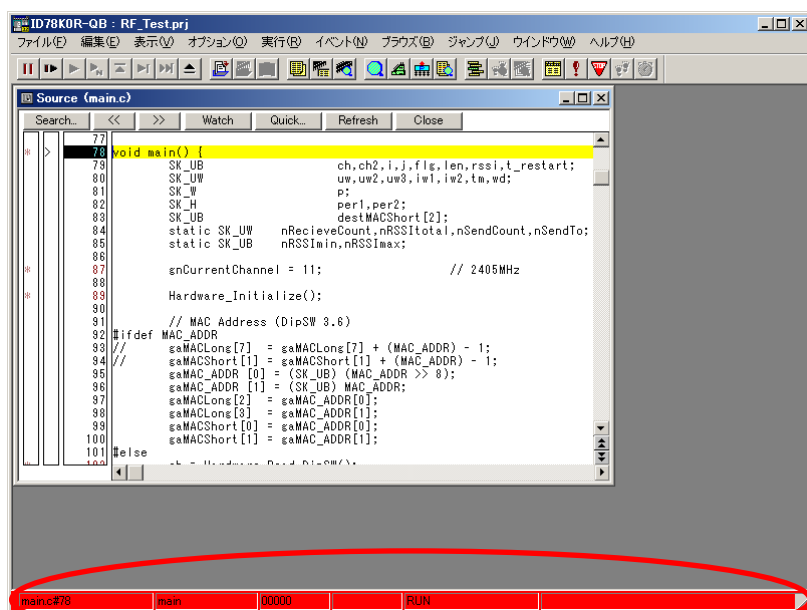 ID78K0R-QB : RF_Test.prj
ファイル(F) 編集(E) 表示(V) オプション(O) 実行(R) イベント(N) ブラウズ(B) ジャンプ(J) ウインドウ(W) ヘルプ(H)
Source (main.c)
Search... << >> Watch Quick... Refresh Close
77
* > 78 void main() {
79 SK_UB ch,ch2,i,j,flg,len,rssi,t_restart;
80 SK_UW uw,uw2,uw3,iw1,iw2,tm,wd;
81 SK_W p;
82 SK_H per1,per2;
83 SK_UB destMACShort[2];
84 static SK_UW nRecieveCount,nRSSItotal,nSendCount,nSendTo;
85 static SK_UB nRSSImin,nRSSImax;
86
* 87 gnCurrentChannel = 11; // 2405MHz
88
* 89 Hardware_Initialize();
90
91 // MAC Address (DipSW 3.6)
92 #ifdef MAC_ADDR
93 // gaMACLong[7] = gaMACLong[7] + (MAC_ADDR) - 1;
94 // gaMACShort[1] = gaMACShort[1] + (MAC_ADDR) - 1;
95 gaMAC_ADDR [0] = (SK_UB) (MAC_ADDR >> 8);
96 gaMAC_ADDR [1] = (SK_UB) MAC_ADDR;
97 gaMACLong[2] = gaMAC_ADDR[0];
98 gaMACLong[3] = gaMAC_ADDR[1];
99 gaMACShort[0] = gaMAC_ADDR[0];
100 gaMACShort[1] = gaMAC_ADDR[1];
101 #else
main.c#78 main 00000 RUN